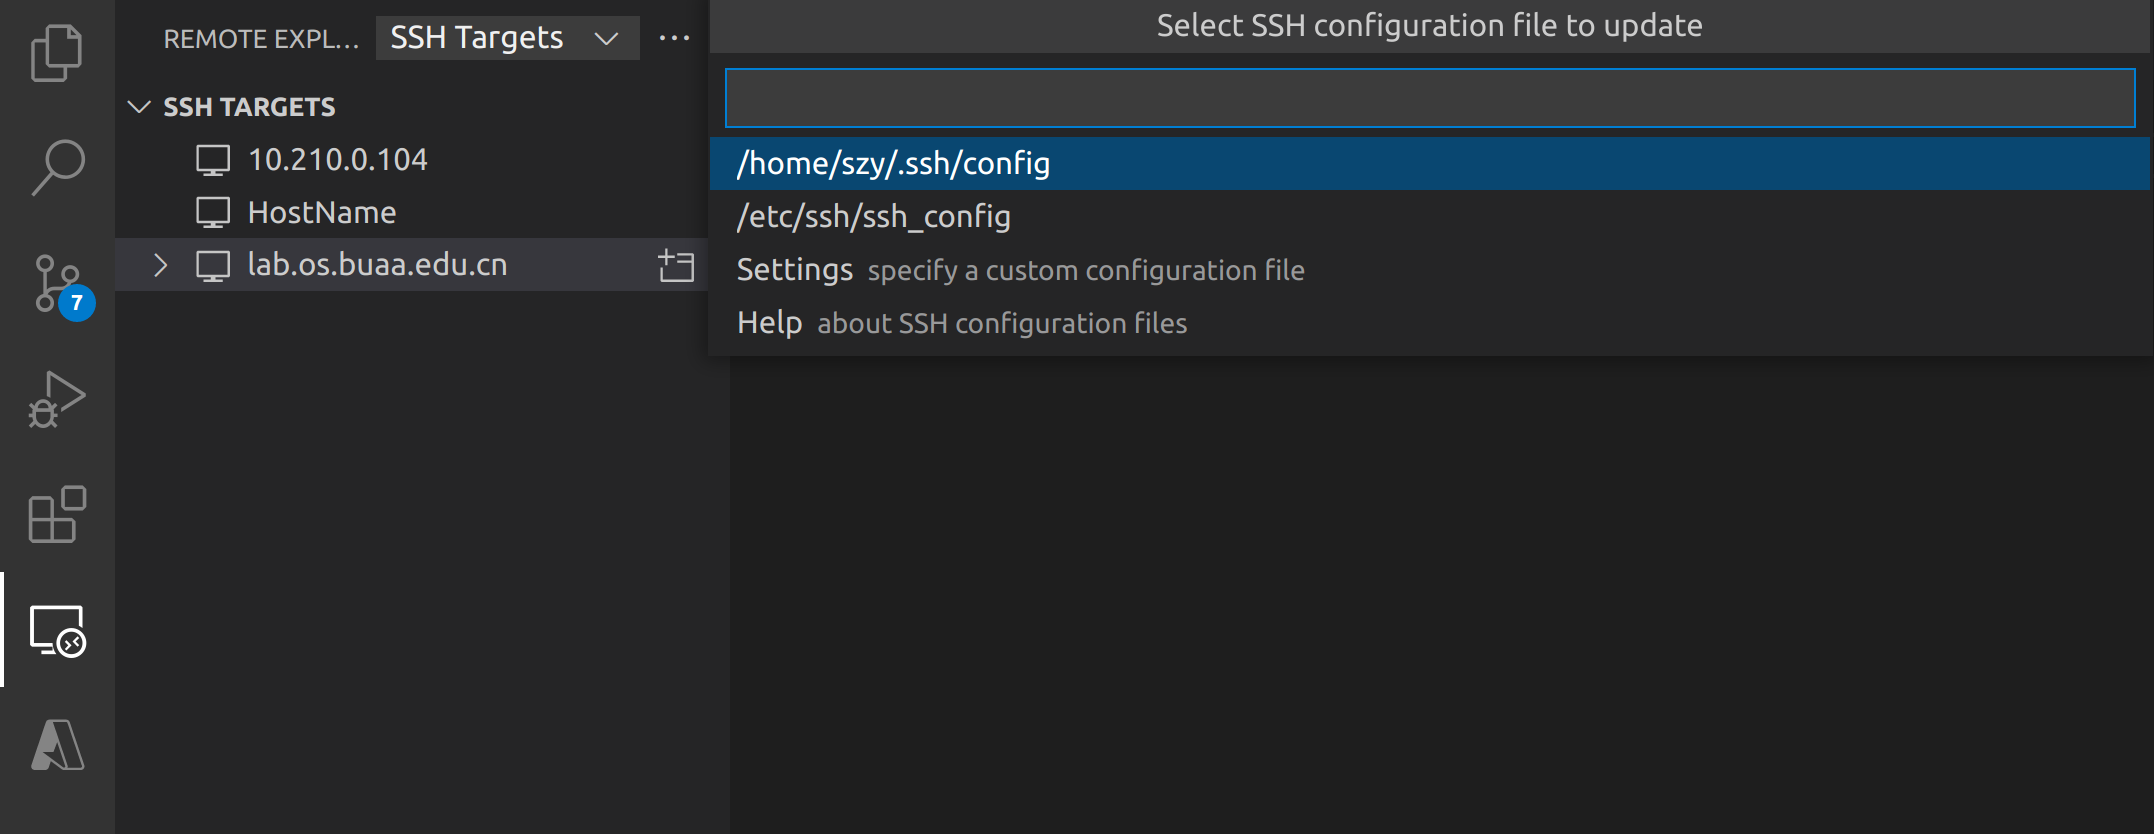 REMOTE EXPL... SSH Targets ...
SSH TARGETS
10.210.0.104
HostName
lab.os.buaa.edu.cn
7
Select SSH configuration file to update
/home/szy/.ssh/config
/etc/ssh/ssh_config
Settings specify a custom configuration file
Help about SSH configuration files